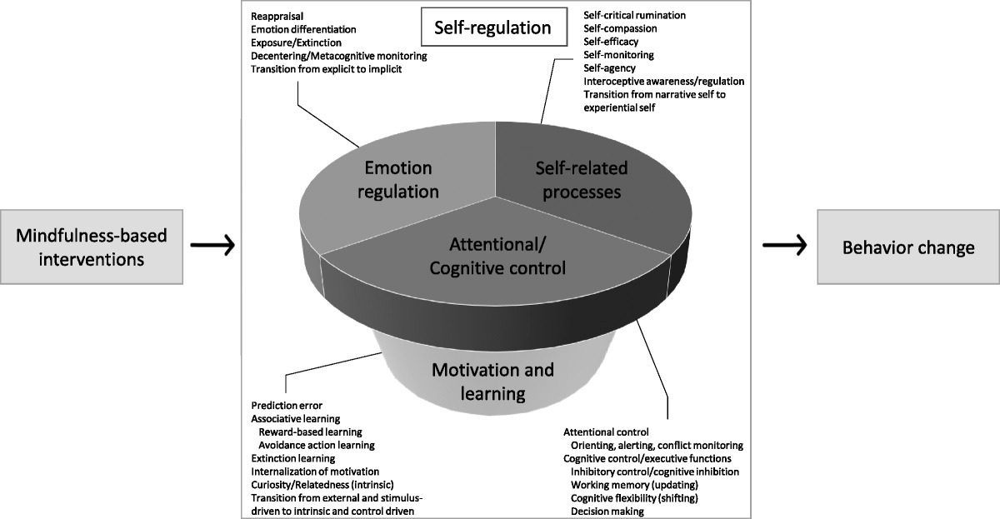 Reappraisal
Emotion differentiation
Exposure/Extinction
Decentering/Metacognitive monitoring
Transition from explicit to implicit
Self-regulation
Self-critical rumination
Self-compassion
Self-efficacy
Self-monitoring
Self-agency
Interoceptive awareness/regulation
Transition from narrative self to
experiential self
Emotion
regulation
Self-related
processes
Mindfulness-based
interventions
Attentional/
Cognitive control
Behavior change
Motivation and
learning
Prediction error
Associative learning
Reward-based learning
Avoidance action learning
Extinction learning
Internalization of motivation
Curiosity/Relatedness (intrinsic)
Transition from external and stimulus-
driven to intrinsic and control driven
Attentional control
Orienting, alerting, conflict monitoring
Cognitive control/executive functions
Inhibitory control/cognitive inhibition
Working memory (updating)
Cognitive flexibility (shifting)
Decision making